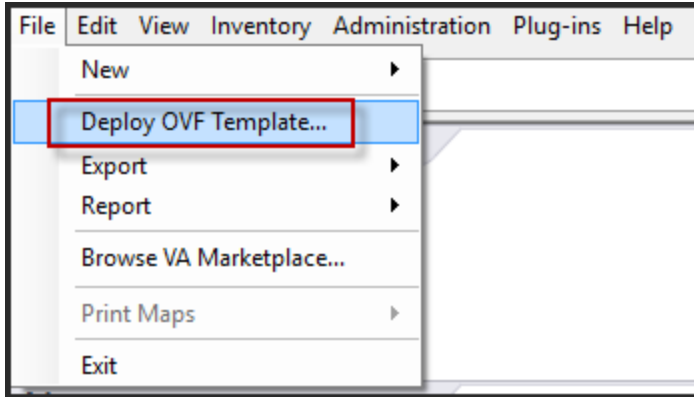 File Edit View Inventory Administration Plug-ins Help
New
Deploy OVF Template...
Export
Report
Browse VA Marketplace...
Print Maps
Exit